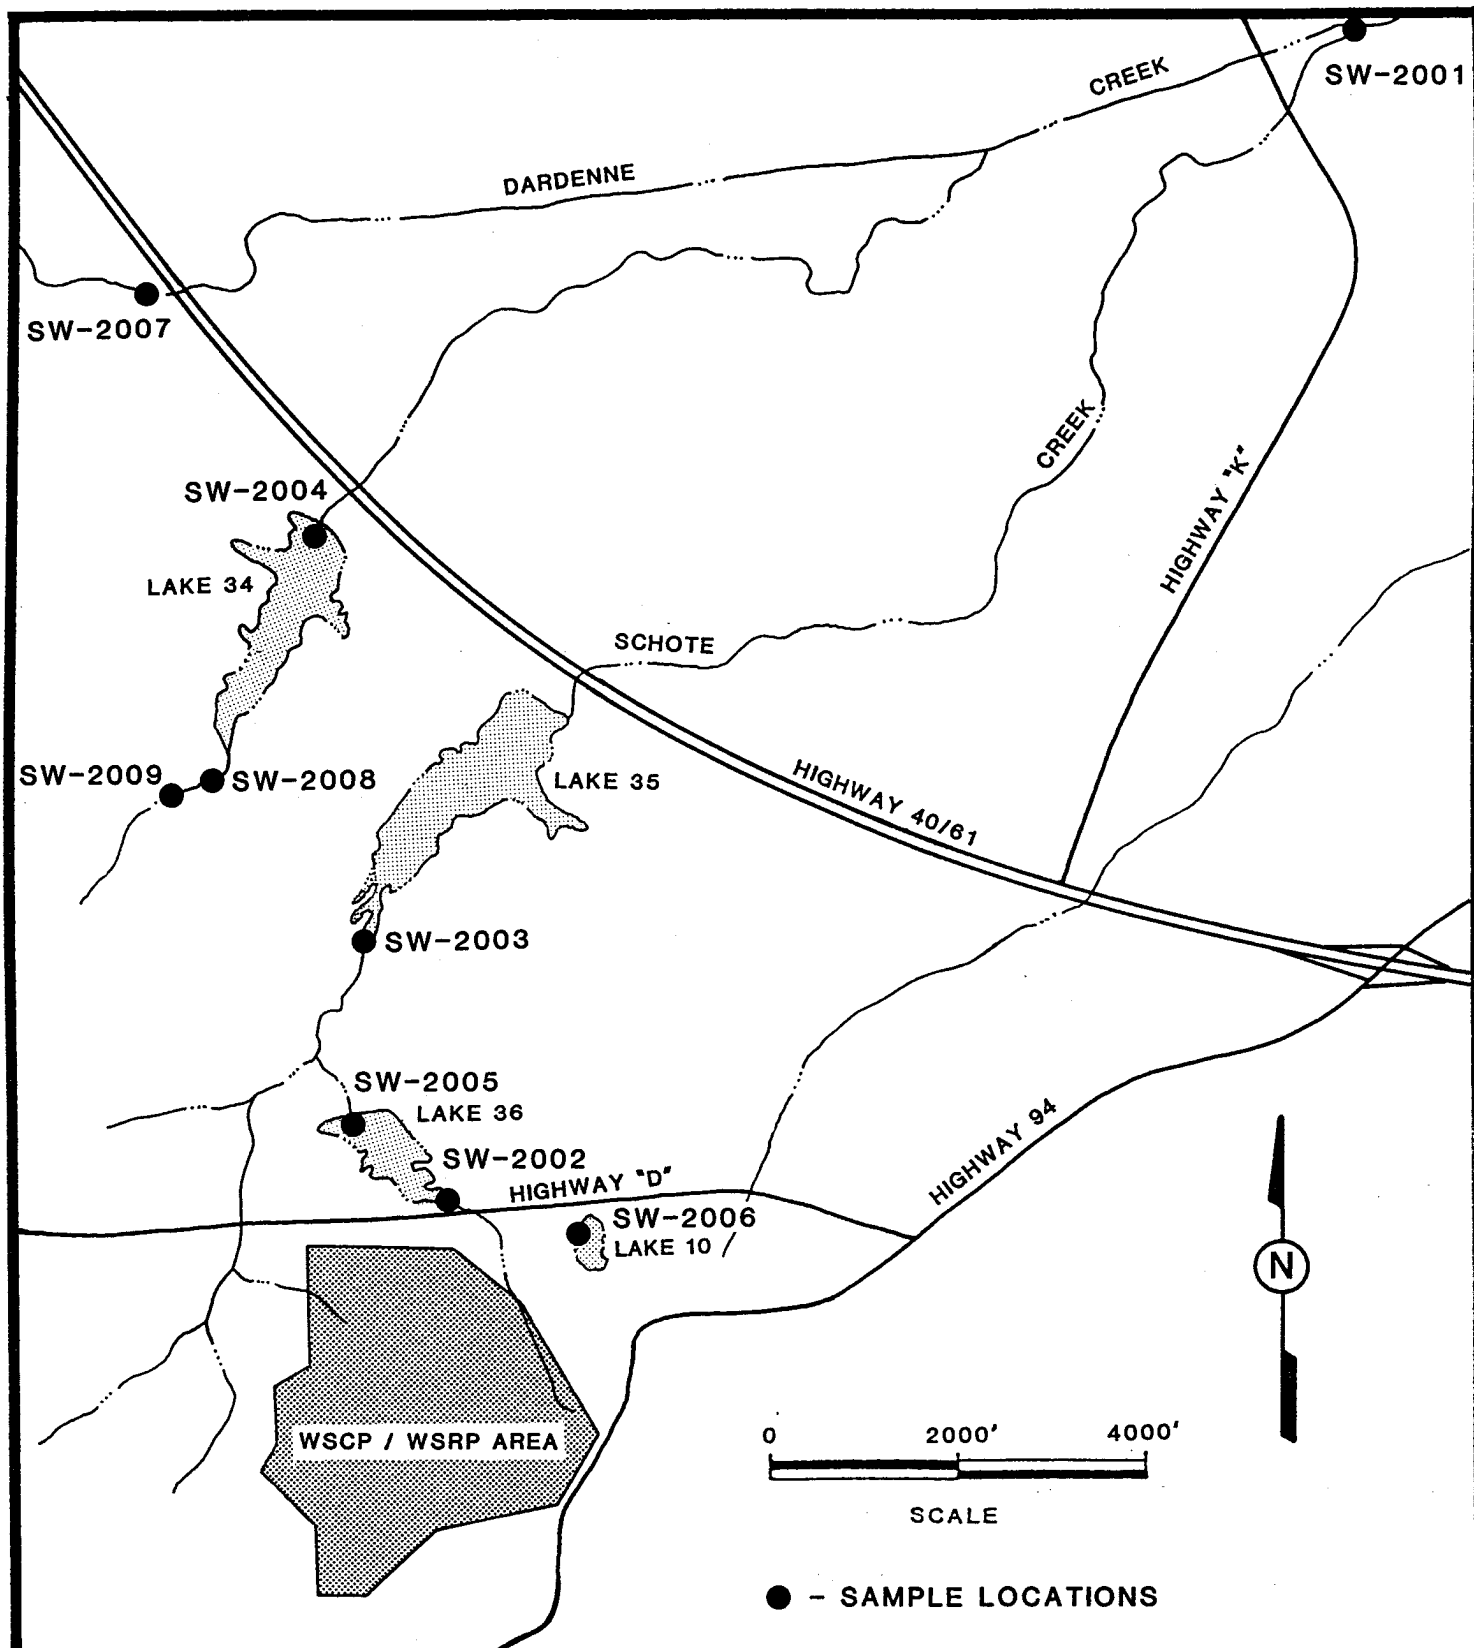 SW-2001
CREEK
DARDENNE
SW-2007
CREEK
HIGHWAY "K"
SW-2004
LAKE 34
SCHOTE
SW-2009
SW-2008
LAKE 35
HIGHWAY 40/61
SW-2003
SW-2005
LAKE 36
SW-2002
HIGHWAY "D"
HIGHWAY 94
SW-2006
LAKE 10
N
WSCP / WSRP AREA
0 2000' 4000'
SCALE
- SAMPLE LOCATIONS